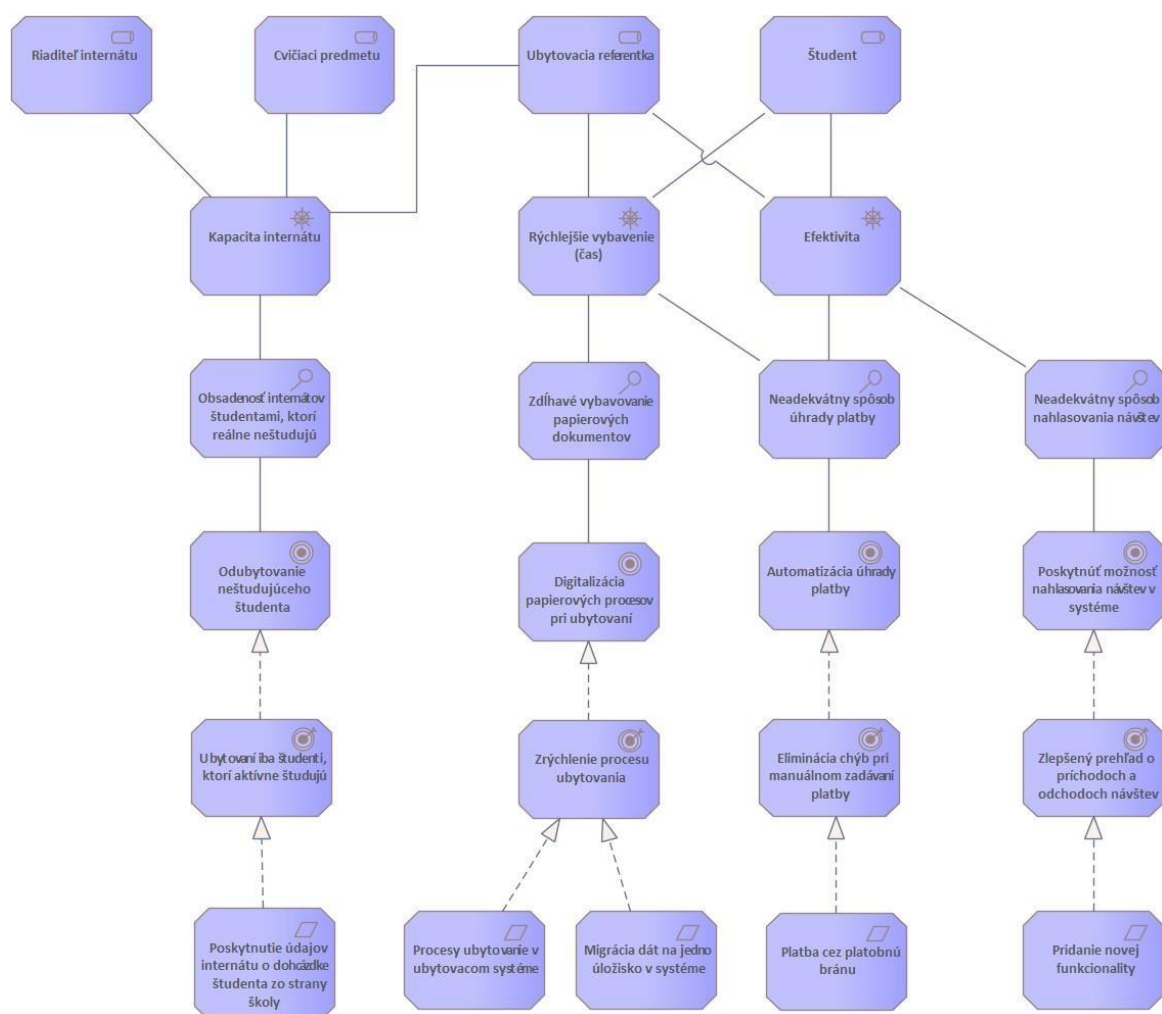 Riaditeľ internátu
Cvičiaci predmetu
Ubytovacia referentka
Študent
Kapacita internátu
Rýchlejšie vybavenie
(čas)
Efektivita
Obsadenosť internátov
študentami, ktorí
reálne neštudujú
Zdĺhavé vybavovanie
papierových
dokumentov
Neadekvátny spôsob
úhrady platby
Neadekvátny spôsob
nahlasovania návštev
Odubytovanie
neštudujúceho
študenta
Digitalizácia
papierových procesov
pri ubytovaní
Automatizácia úhrady
platby
Poskytnúť možnosť
nahlasovania návštev v
systéme
Ubytovaní iba študenti,
ktorí aktívne študujú
Zrýchlenie procesu
ubytovania
Eliminácia chýb pri
manuálnom zadávaní
platby
Zlepšený prehľad o
príchodoch a
odchodoch návštev
Poskytnutie údajov
internátu o dohcádke
študenta zo strany
školy
Procesy ubytovanie v
ubytovacom systéme
Migrácia dát na jedno
úložisko v systéme
Platba cez platobnú
bránu
Pridanie novej
funkcionality